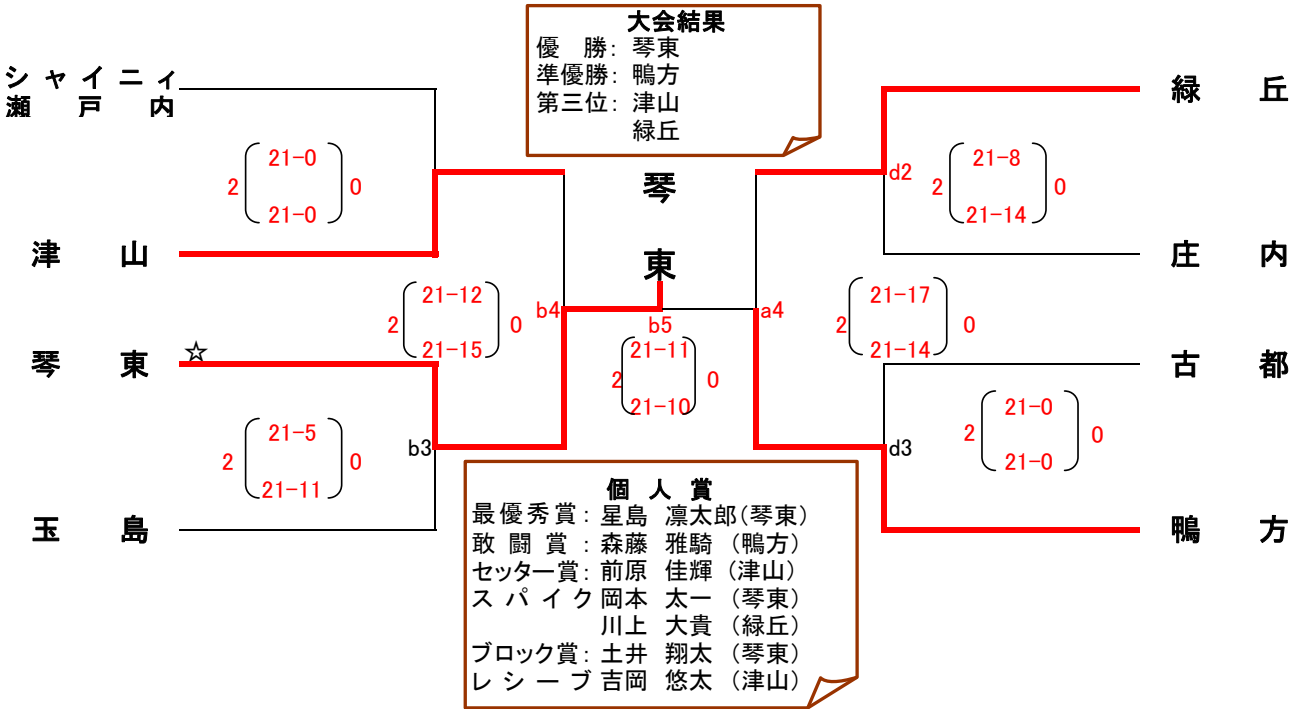 大会結果
優　勝： 琴東
準優勝： 鴨方
第三位： 津山
緑丘
シャイニィ
瀬戸内
津山
琴東
☆
玉島
緑丘
庄内
古都
鴨方
琴
東
2 21-0 0
21-0
2 21-5 0
21-11
b3
2 21-12 0
21-15
b4
b5
2 21-11 0
21-10
a4
2 21-17 0
21-14
d2
2 21-8 0
21-14
d3
2 21-0 0
21-0
個人賞
最優秀賞： 星島　凛太郎(琴東)
敢闘賞： 森藤　雅騎 (鴨方)
セッター賞： 前原　佳輝 (津山)
スパイク 岡本　太一 (琴東)
川上　大貴 (緑丘)
ブロック賞： 土井　翔太 (琴東)
レシーブ 吉岡　悠太 (津山)